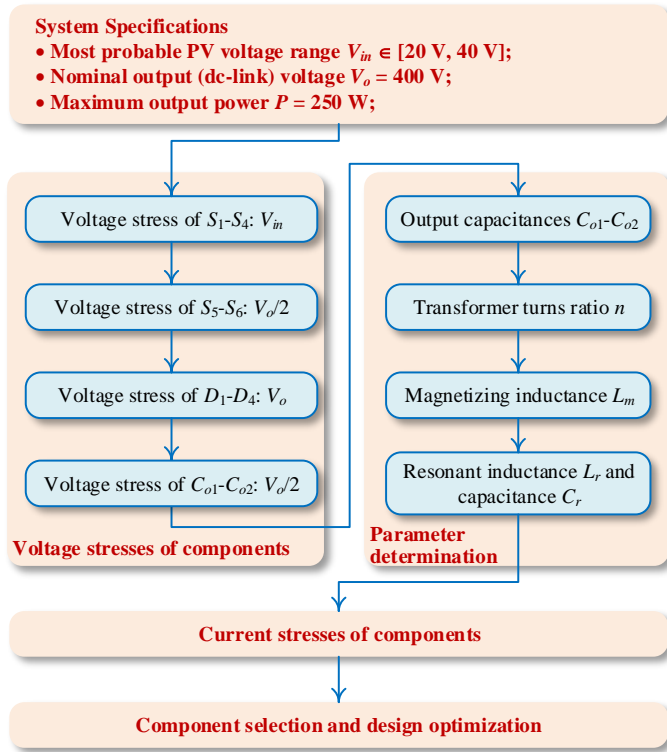 System Specifications
• Most probable PV voltage range Vin ∈ [20 V, 40 V];
• Nominal output (dc-link) voltage Vo = 400 V;
• Maximum output power P = 250 W;
Voltage stress of S1-S4: Vin
Voltage stress of S5-S6: Vo/2
Voltage stress of D1-D4: Vo
Voltage stress of Co1-Co2: Vo/2
Voltage stresses of components
Output capacitances Co1-Co2
Transformer turns ratio n
Magnetizing inductance Lm
Resonant inductance Lr and
capacitance Cr
Parameter
determination
Current stresses of components
Component selection and design optimization